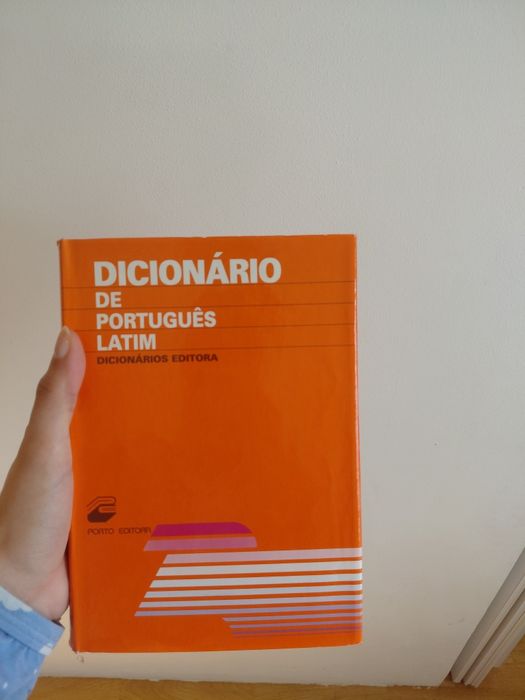 DICIONÁRIO
DE
PORTUGUÊS
LATIM
DICIONÁRIOS EDITORA
PORTO EDITORA